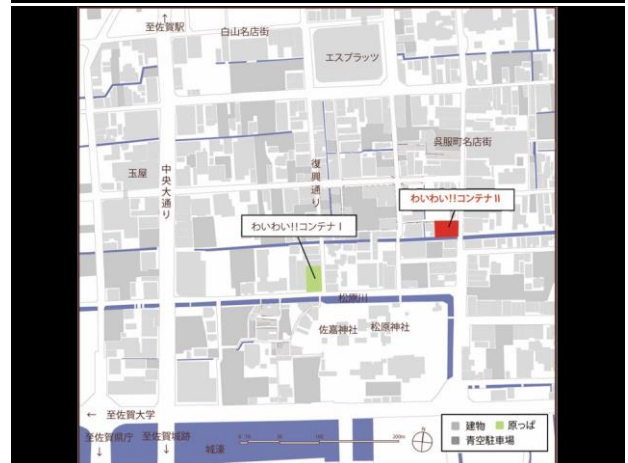 至佐賀駅
白山名店街
エスプラッツ
呉服町名店街
玉屋
中央大通り
復興通り
わいわい!!コンテナⅡ
わいわい!!コンテナⅠ
松原川
佐嘉神社
松原神社
← 至佐賀大学
至佐賀県庁
至佐賀城跡
城濠
200m
N
建物
原っぱ
青空駐車場